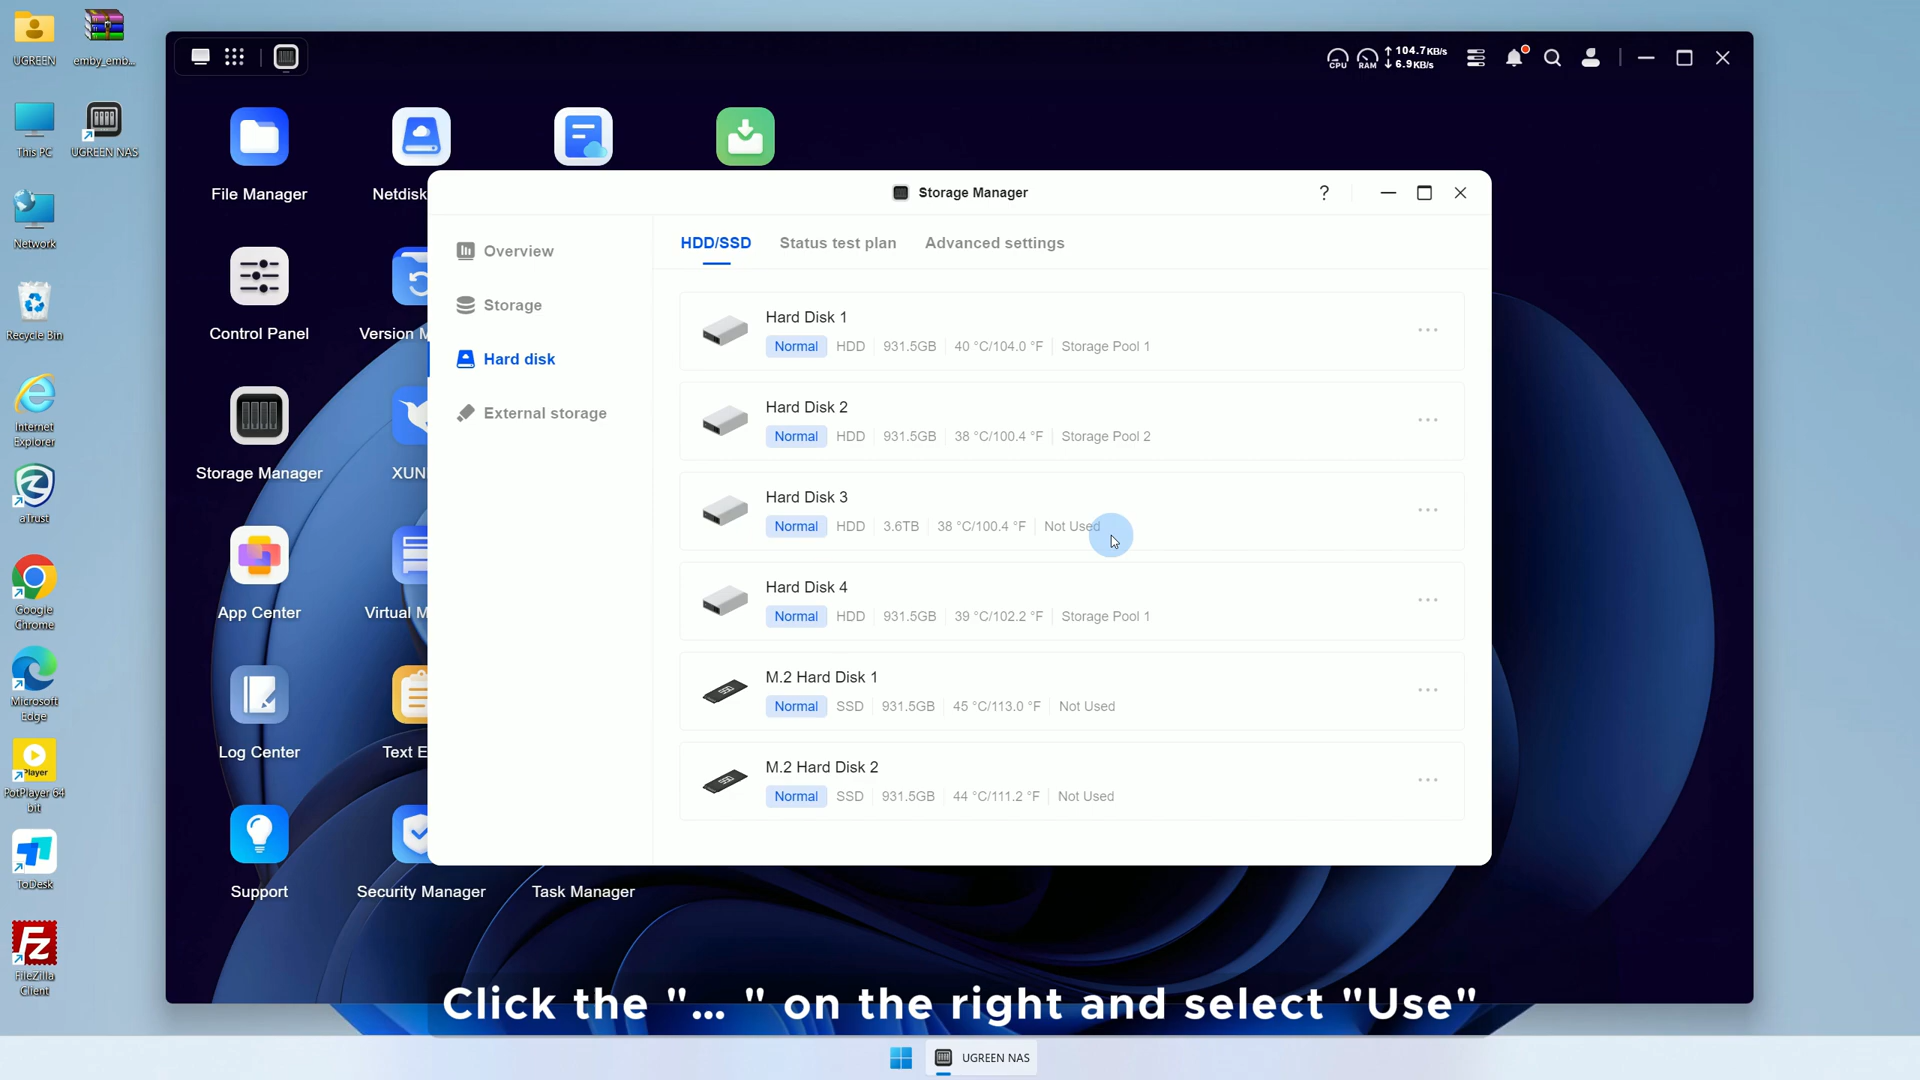 UGREEN
emby_emb...
This PC
UGREEN NAS
Network
Recycle Bin
Internet
Explorer
aTrust
Google
Chrome
Microsoft
Edge
Player
PotPlayer 64
bit
ToDesk
FileZilla
Client
CPU
RAM
↑ 104.7KB/s
↓ 6.9KB/s
File Manager
Netdisk
Control Panel
Version M
Storage Manager
XUN
App Center
Virtual M
Log Center
Text E
Support
Security Manager
Task Manager
Storage Manager
?
Overview
Storage
Hard disk
External storage
HDD/SSD
Status test plan
Advanced settings
Hard Disk 1
Normal HDD 931.5GB 40 °C/104.0 °F Storage Pool 1
Hard Disk 2
Normal HDD 931.5GB 38 °C/100.4 °F Storage Pool 2
Hard Disk 3
Normal HDD 3.6TB 38 °C/100.4 °F Not Used
Hard Disk 4
Normal HDD 931.5GB 39 °C/102.2 °F Storage Pool 1
SSD
M.2 Hard Disk 1
Normal SSD 931.5GB 45 °C/113.0 °F Not Used
SSD
M.2 Hard Disk 2
Normal SSD 931.5GB 44 °C/111.2 °F Not Used
Click the "... " on the right and select "Use"
UGREEN NAS